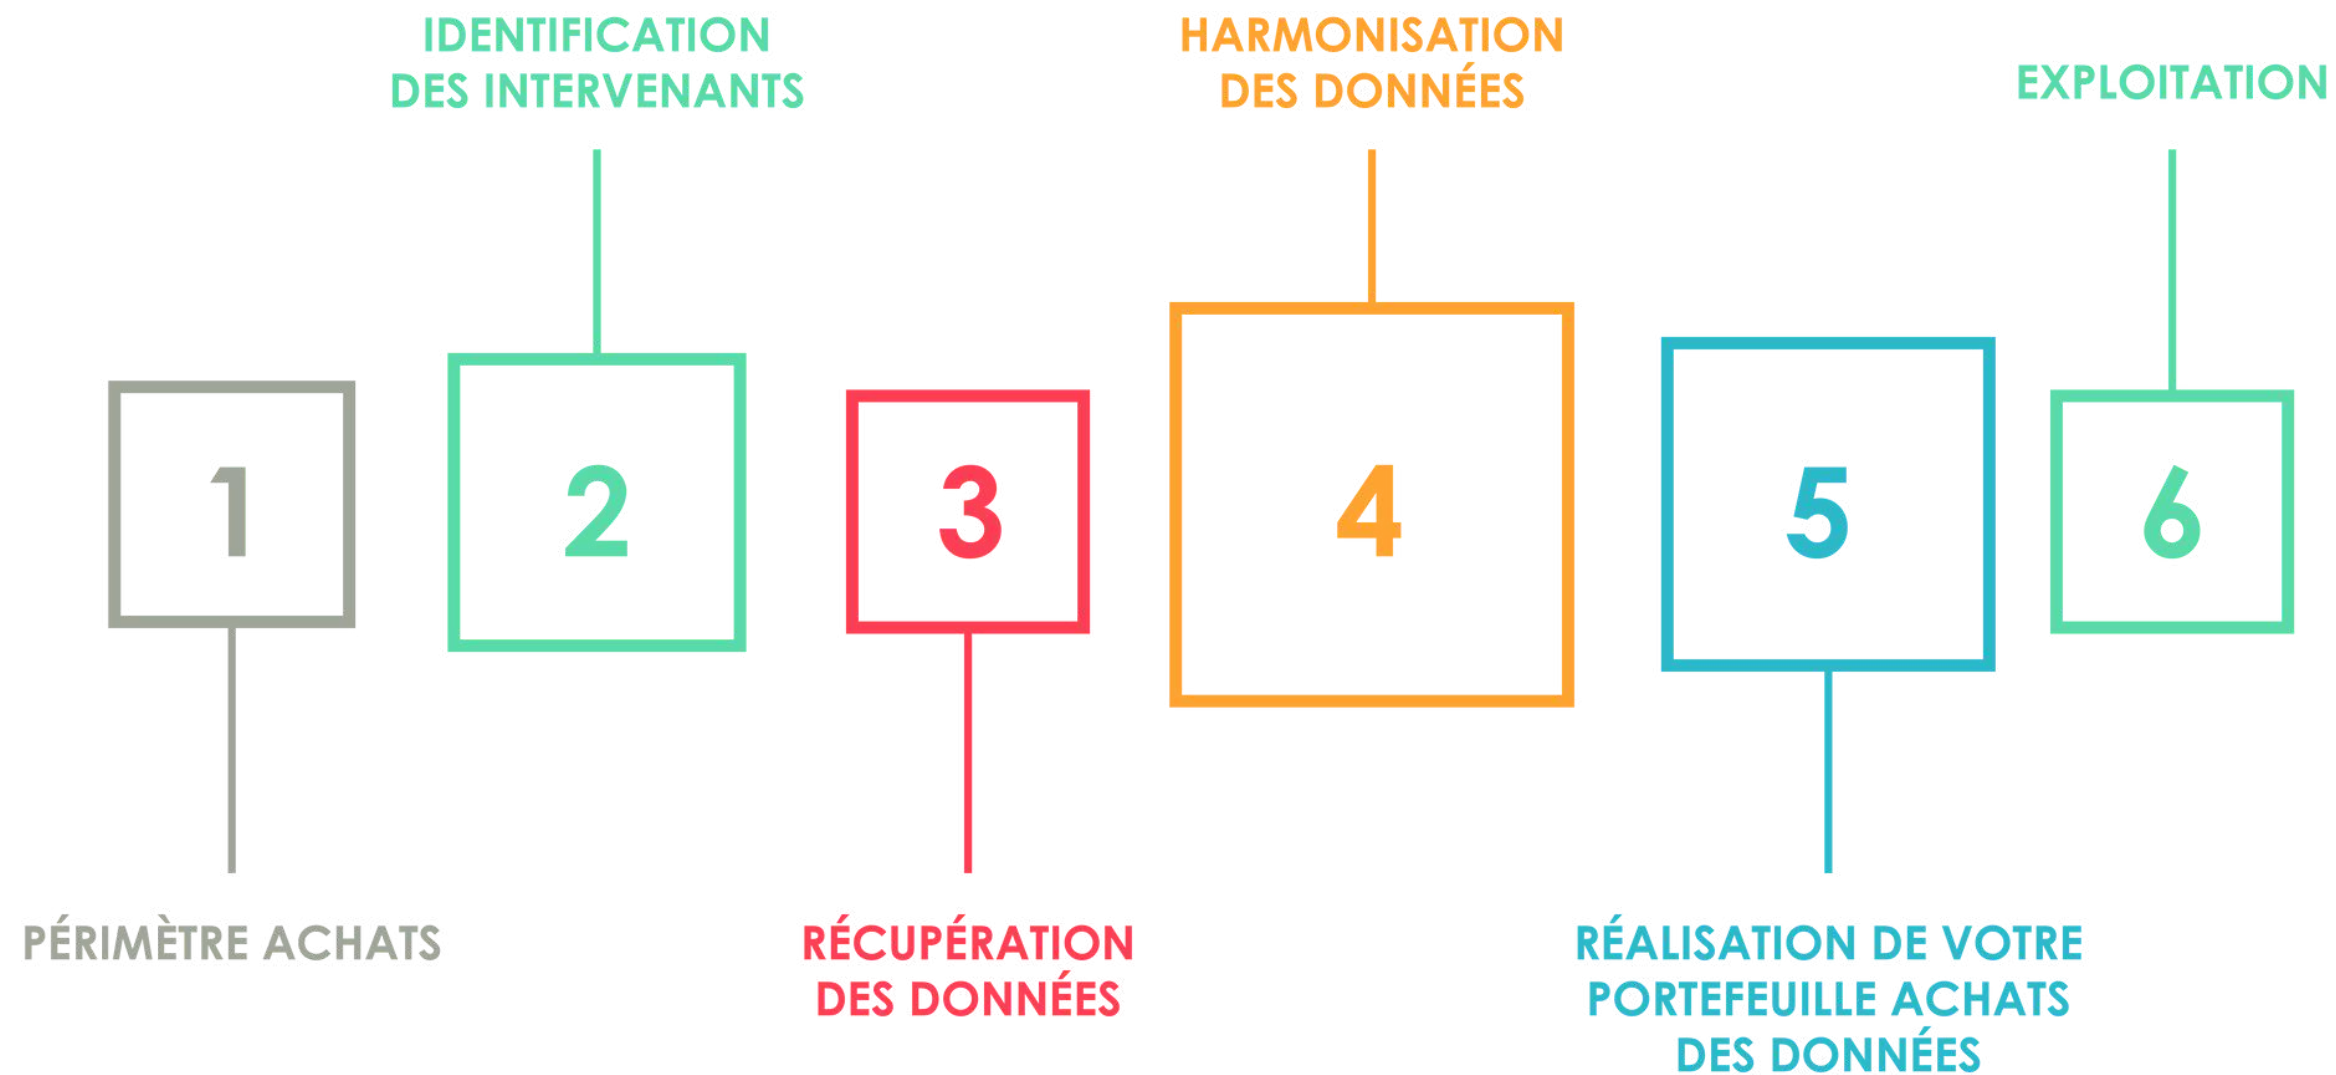 IDENTIFICATION
DES INTERVENANTS
HARMONISATION
DES DONNÉES
EXPLOITATION
1
2
3
4
5
6
PÉRIMÈTRE ACHATS
RÉCUPÉRATION
DES DONNÉES
RÉALISATION DE VOTRE
PORTEFEUILLE ACHATS
DES DONNÉES